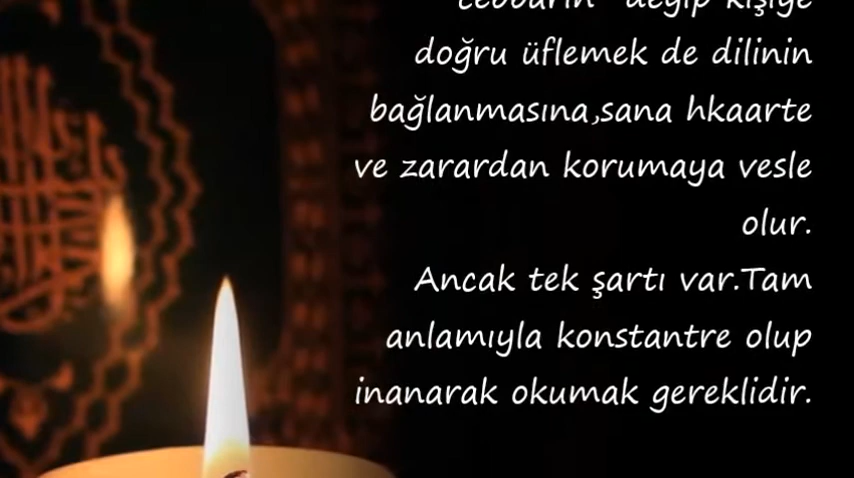 doğru üflemek de dilinin
bağlanmasına,sana hkaarte
ve zarardan korumaya vesle
olur.
Ancak tek şartı var.Tam
anlamıyla konstantre olup
inanarak okumak gereklidir.